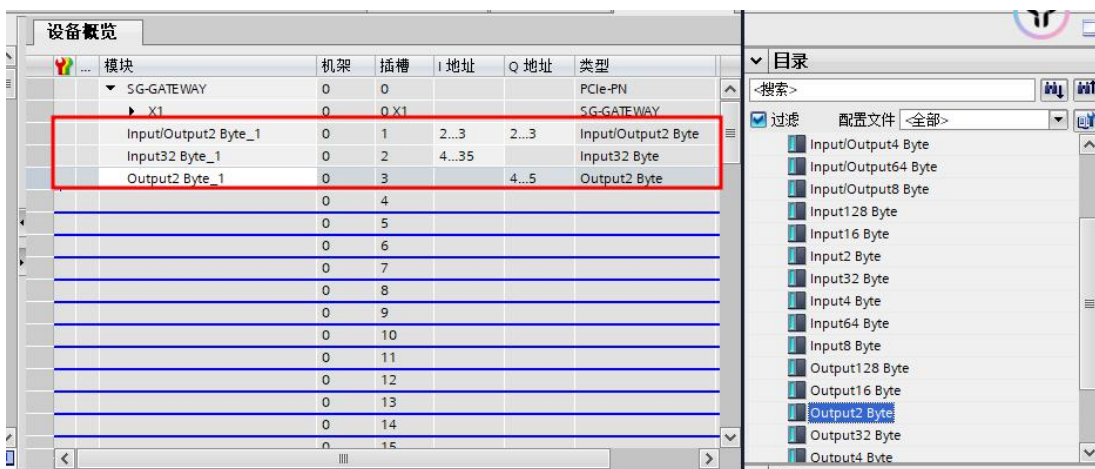 设备概览
... 模块 机架 插槽 I 地址 Q 地址 类型
SG-GATEWAY 0 0 PCIe-PN
X1 0 0 X1 SG-GATEWAY
Input/Output2 Byte_1 0 1 2...3 2...3 Input/Output2 Byte
Input32 Byte_1 0 2 4...35 Input32 Byte
Output2 Byte_1 0 3 4...5 Output2 Byte
0 4
0 5
0 6
0 7
0 8
0 9
0 10
0 11
0 12
0 13
0 14
0 15
目录
<搜索>
过滤 配置文件 <全部>
Input/Output4 Byte
Input/Output64 Byte
Input/Output8 Byte
Input128 Byte
Input16 Byte
Input2 Byte
Input32 Byte
Input4 Byte
Input64 Byte
Input8 Byte
Output128 Byte
Output16 Byte
Output2 Byte
Output32 Byte
Output4 Byte